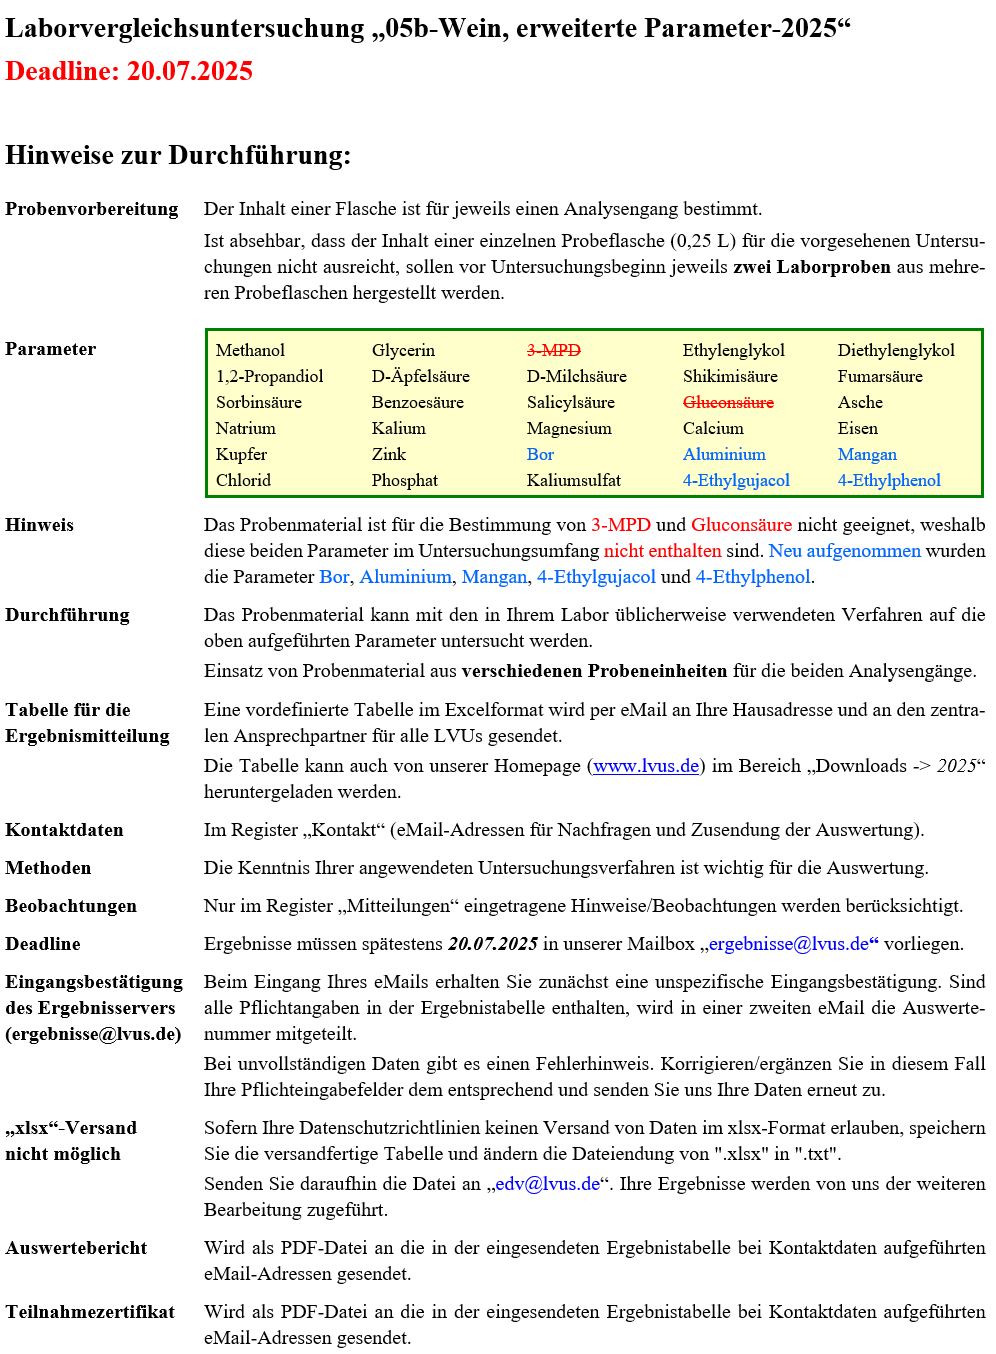 Laborvergleichsuntersuchung „05b-Wein, erweiterte Parameter-2025“
Deadline: 20.07.2025
Hinweise zur Durchführung:
Probenvorbereitung Der Inhalt einer Flasche ist für jeweils einen Analysengang bestimmt.
Ist absehbar, dass der Inhalt einer einzelnen Probeflasche (0,25 L) für die vorgesehenen Untersu-
chungen nicht ausreicht, sollen vor Untersuchungsbeginn jeweils zwei Laborproben aus mehre-
ren Probeflaschen hergestellt werden.
Parameter Methanol Glycerin 3-MPD Ethylenglykol Diethylenglykol
1,2-Propandiol D-Äpfelsäure D-Milchsäure Shikimisäure Fumarsäure
Sorbinsäure Benzoesäure Salicylsäure Gluconsäure Asche
Natrium Kalium Magnesium Calcium Eisen
Kupfer Zink Bor Aluminium Mangan
Chlorid Phosphat Kaliumsulfat 4-Ethylgujacol 4-Ethylphenol
Hinweis Das Probenmaterial ist für die Bestimmung von 3-MPD und Gluconsäure nicht geeignet, weshalb
diese beiden Parameter im Untersuchungsumfang nicht enthalten sind. Neu aufgenommen wurden
die Parameter Bor, Aluminium, Mangan, 4-Ethylgujacol und 4-Ethylphenol.
Durchführung Das Probenmaterial kann mit den in Ihrem Labor üblicherweise verwendeten Verfahren auf die
oben aufgeführten Parameter untersucht werden.
Einsatz von Probenmaterial aus verschiedenen Probeneinheiten für die beiden Analysengänge.
Tabelle für die Eine vordefinierte Tabelle im Excelformat wird per eMail an Ihre Hausadresse und an den zentra-
Ergebnismitteilung len Ansprechpartner für alle LVUs gesendet.
Die Tabelle kann auch von unserer Homepage (www.lvus.de) im Bereich „Downloads -> 2025“
heruntergeladen werden.
Kontaktdaten Im Register „Kontakt“ (eMail-Adressen für Nachfragen und Zusendung der Auswertung).
Methoden Die Kenntnis Ihrer angewendeten Untersuchungsverfahren ist wichtig für die Auswertung.
Beobachtungen Nur im Register „Mitteilungen“ eingetragene Hinweise/Beobachtungen werden berücksichtigt.
Deadline Ergebnisse müssen spätestens 20.07.2025 in unserer Mailbox „ergebnisse@lvus.de“ vorliegen.
Eingangsbestätigung Beim Eingang Ihres eMails erhalten Sie zunächst eine unspezifische Eingangsbestätigung. Sind
des Ergebnisservers alle Pflichtangaben in der Ergebnistabelle enthalten, wird in einer zweiten eMail die Auswerte-
(ergebnisse@lvus.de) nummer mitgeteilt.
Bei unvollständigen Daten gibt es einen Fehlerhinweis. Korrigieren/ergänzen Sie in diesem Fall
Ihre Pflichteingabefelder dem entsprechend und senden Sie uns Ihre Daten erneut zu.
„xlsx“-Versand Sofern Ihre Datenschutzrichtlinien keinen Versand von Daten im xlsx-Format erlauben, speichern
nicht möglich Sie die versandfertige Tabelle und ändern die Dateiendung von ".xlsx" in ".txt".
Senden Sie daraufhin die Datei an „edv@lvus.de“. Ihre Ergebnisse werden von uns der weiteren
Bearbeitung zugeführt.
Auswertebericht Wird als PDF-Datei an die in der eingesendeten Ergebnistabelle bei Kontaktdaten aufgeführten
eMail-Adressen gesendet.
Teilnahmezertifikat Wird als PDF-Datei an die in der eingesendeten Ergebnistabelle bei Kontaktdaten aufgeführten
eMail-Adressen gesendet.